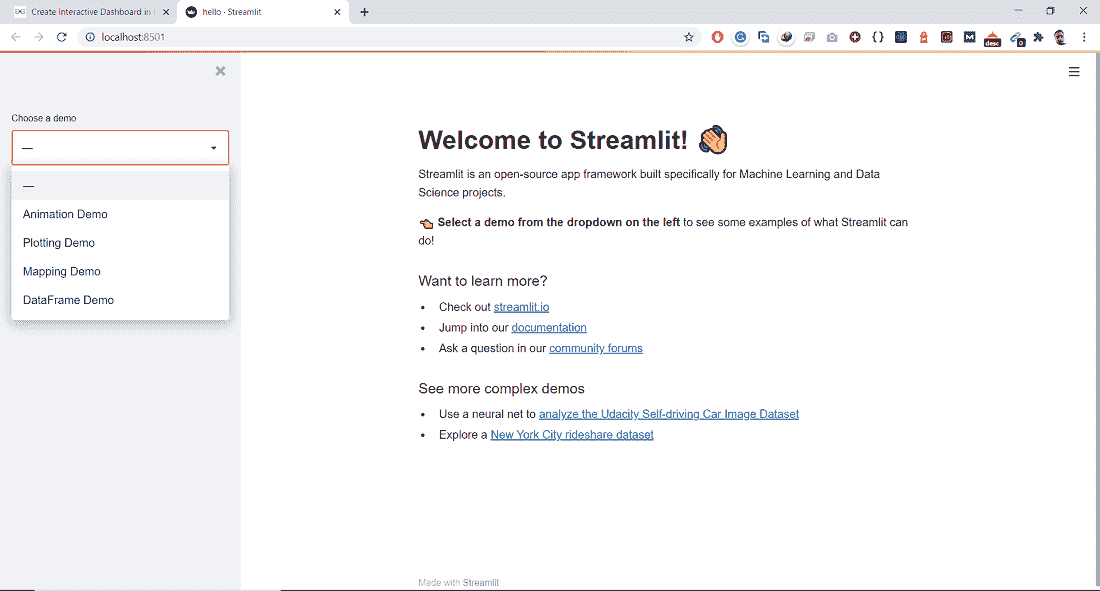 Create Interactive Dashboard in
hello · Streamlit
localhost:8501
desc
0
Choose a demo
—
—
Animation Demo
Plotting Demo
Mapping Demo
DataFrame Demo
Welcome to Streamlit!
Streamlit is an open-source app framework built specifically for Machine Learning and Data
Science projects.
Select a demo from the dropdown on the left to see some examples of what Streamlit can
do!
Want to learn more?
• Check out streamlit.io
• Jump into our documentation
• Ask a question in our community forums
See more complex demos
• Use a neural net to analyze the Udacity Self-driving Car Image Dataset
• Explore a New York City rideshare dataset
Made with Streamlit